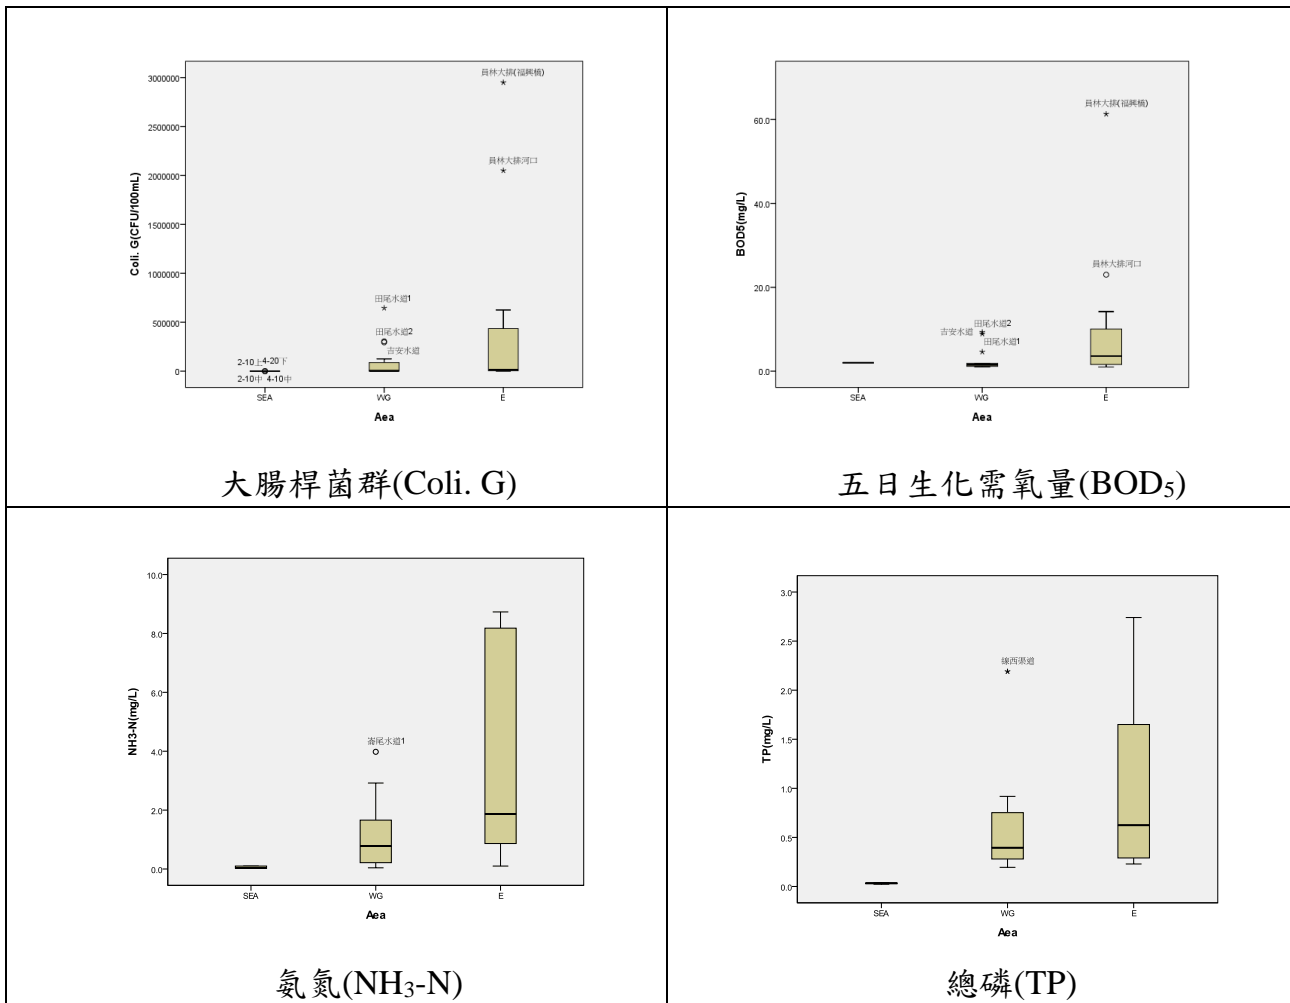 員林大排(福興橋)
3000000
2500000
員林大排河口
2000000
Coli. G(CFU/100mL)
1500000
1000000
田尾水道1
500000
田尾水道2
吉安水道
2-10上 4-20下
0
2-10中 4-10中
SEA WG E
Aea
大腸桿菌群(Coli. G)
員林大排(福興橋)
60.0
BOD5(mg/L)
40.0
員林大排河口
20.0
田尾水道2
吉安水道
田尾水道1
0.0
SEA WG E
Aea
五日生化需氧量(BOD5)
10.0
8.0
NH3-N(mg/L)
6.0
崙尾水道1
4.0
2.0
0.0
SEA WG E
Aea
氨氮(NH3-N)
3.0
2.5
線西渠道
2.0
TP(mg/L)
1.5
1.0
0.5
0.0
SEA WG E
Aea
總磷(TP)